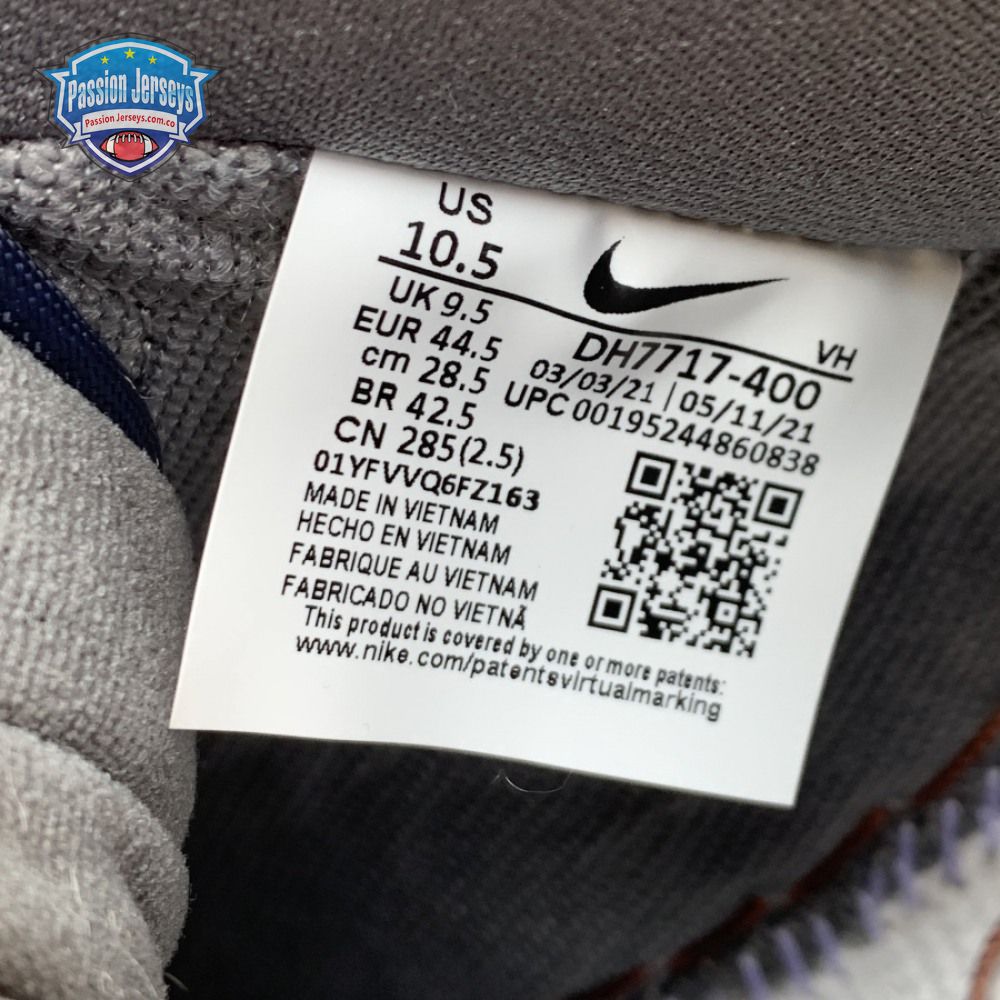 Passion Jerseys
Passion Jerseys.com.co
US
10.5
UK 9.5
EUR 44.5
cm 28.5
BR 42.5
CN 285(2.5)
01YFVVQ6FZ163
MADE IN VIETNAM
HECHO EN VIETNAM
FABRIQUE AU VIETNAM
FABRICADO NO VIETNÃ
This product is covered by one or more patents:
www.nike.com/patentsvirtualmarking
VH
DH7717-400
03/03/21 | 05/11/21
UPC 00195244860838